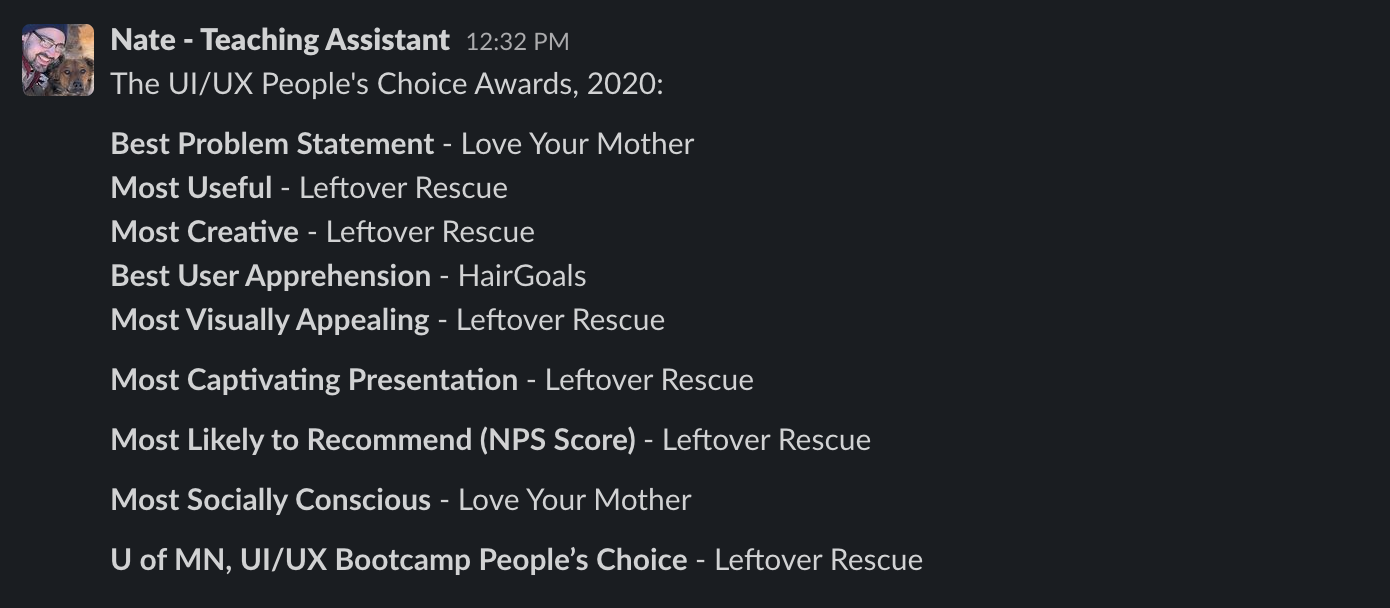 Nate - Teaching Assistant 12:32 PM
The UI/UX People's Choice Awards, 2020:
Best Problem Statement - Love Your Mother
Most Useful - Leftover Rescue
Most Creative - Leftover Rescue
Best User Apprehension - HairGoals
Most Visually Appealing - Leftover Rescue
Most Captivating Presentation - Leftover Rescue
Most Likely to Recommend (NPS Score) - Leftover Rescue
Most Socially Conscious - Love Your Mother
U of MN, UI/UX Bootcamp People’s Choice - Leftover Rescue